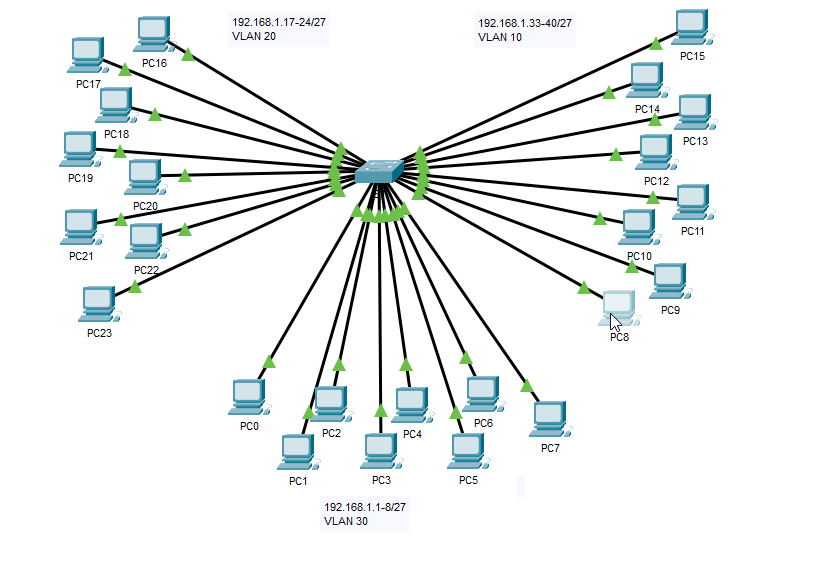 192.168.1.17-24/27
VLAN 20
192.168.1.33-40/27
VLAN 10
PC16
PC15
PC17
PC14
PC18
PC13
PC19
PC12
PC20
PC11
PC21
PC10
PC22
PC9
PC23
PC8
PC0
PC2
PC4
PC6
PC7
PC1
PC3
PC5
192.168.1.1-8/27
VLAN 30